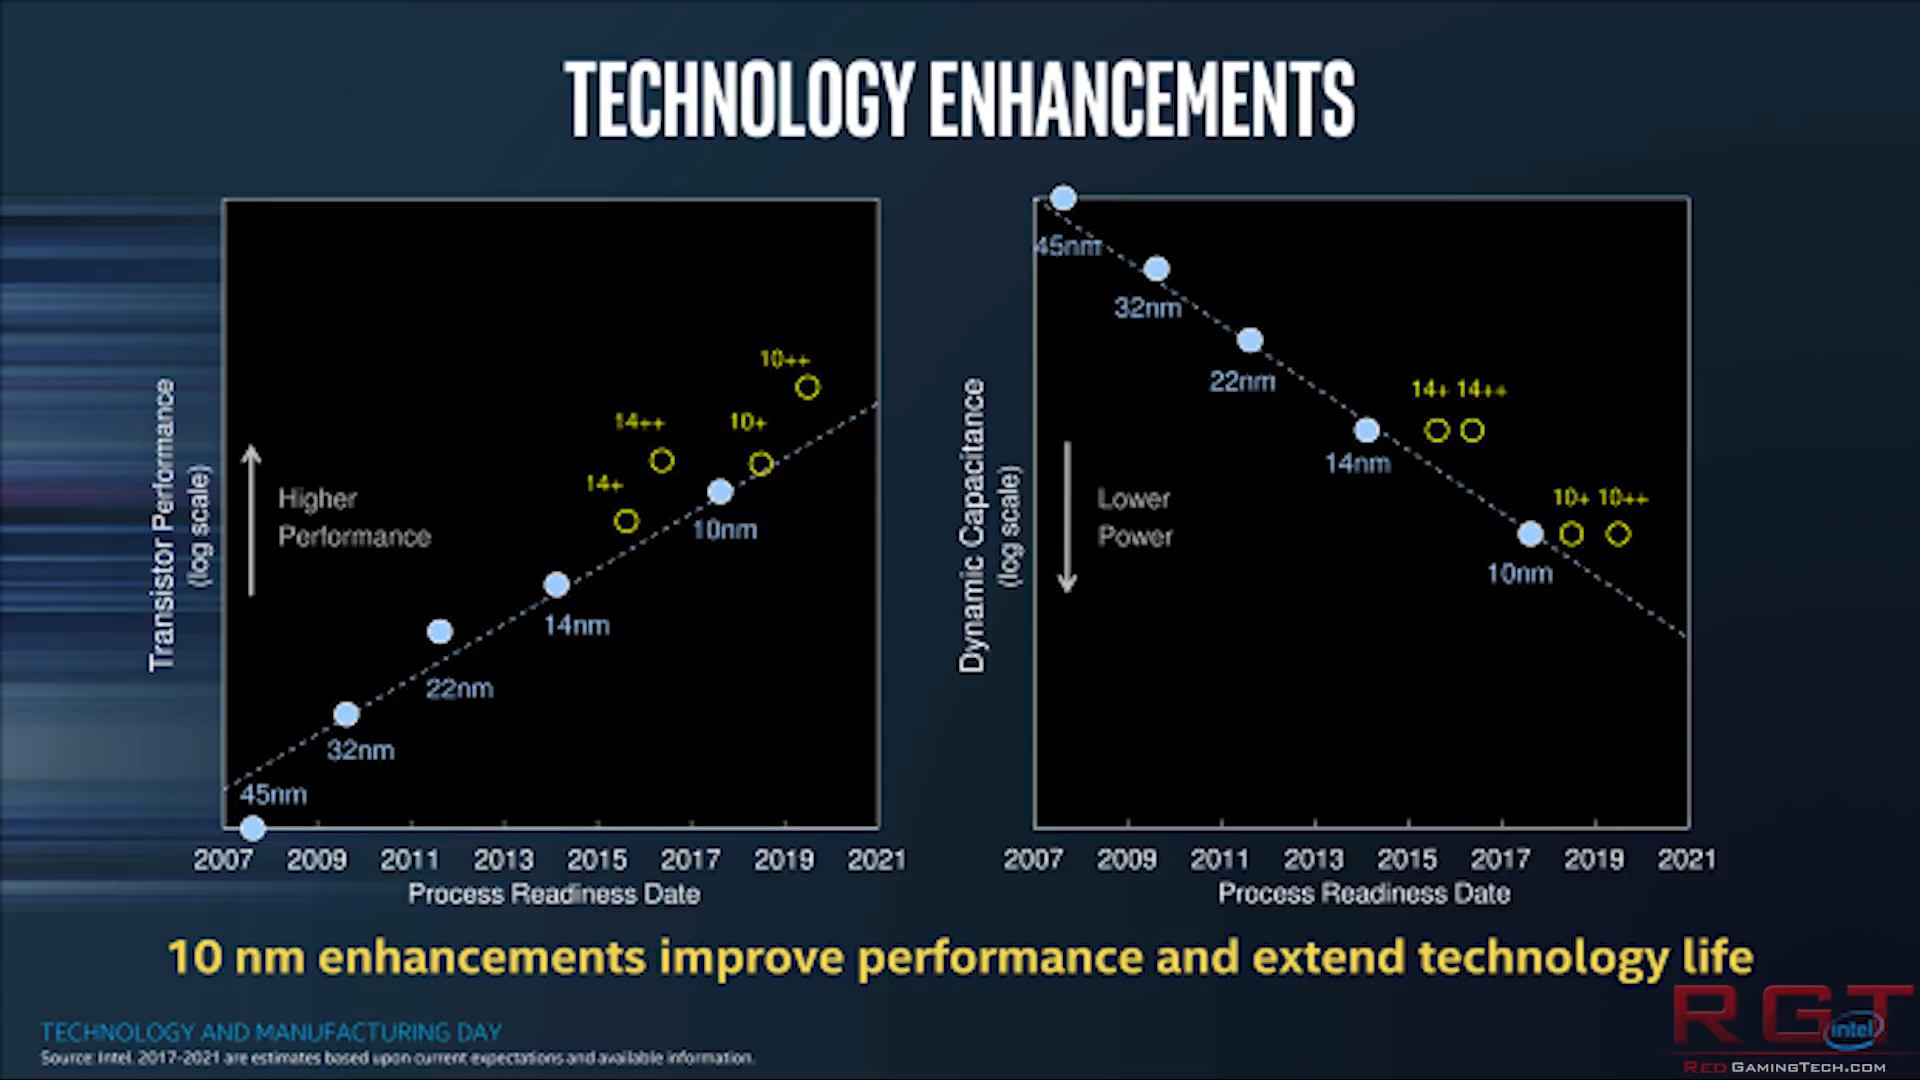 TECHNOLOGY ENHANCEMENTS
Transistor Performance
(log scale)
Higher
Performance
10++
14++
10+
14+
10nm
14nm
22nm
32nm
45nm
2007 2009 2011 2013 2015 2017 2019 2021
Process Readiness Date
Dynamic Capacitance
(log scale)
Lower
Power
45nm
32nm
22nm
14+ 14++
14nm
10+ 10++
10nm
2007 2009 2011 2013 2015 2017 2019 2021
Process Readiness Date
10 nm enhancements improve performance and extend technology life
TECHNOLOGY AND MANUFACTURING DAY
Source: Intel. 2017-2021 are estimates based upon current expectations and available information.
RGT
intel
REDGAMINGTECH.COM